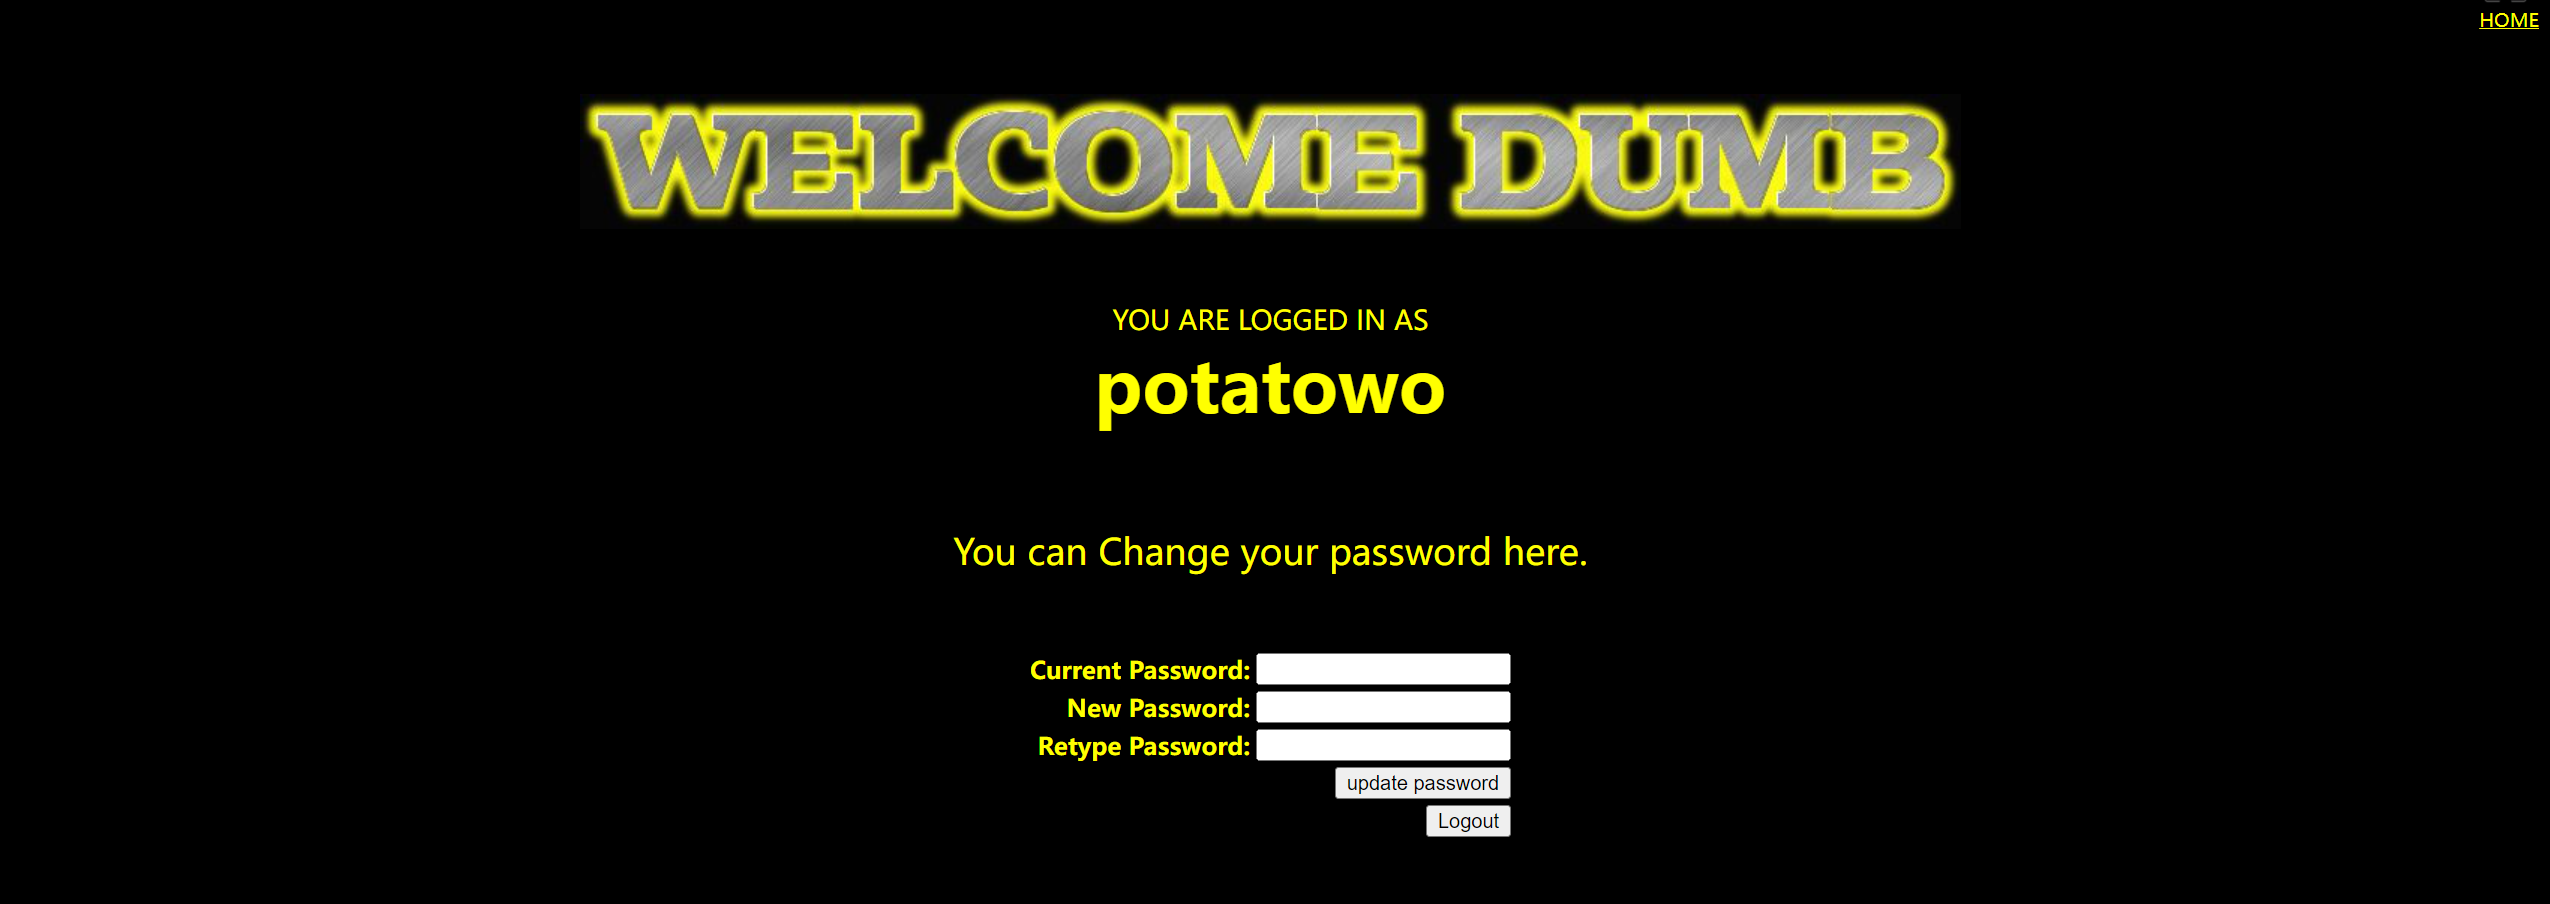 HOME
WELCOME DUMB
YOU ARE LOGGED IN AS
potatowo
You can Change your password here.
Current Password:
New Password:
Retype Password:
update password
Logout